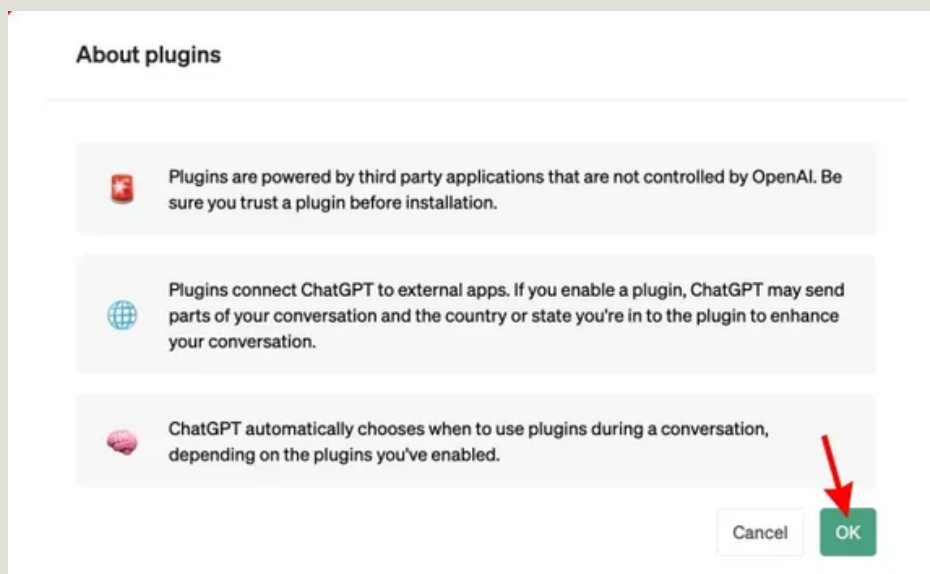 About plugins
Plugins are powered by third party applications that are not controlled by OpenAI. Be
sure you trust a plugin before installation.
Plugins connect ChatGPT to external apps. If you enable a plugin, ChatGPT may send
parts of your conversation and the country or state you're in to the plugin to enhance
your conversation.
ChatGPT automatically chooses when to use plugins during a conversation,
depending on the plugins you've enabled.
Cancel
OK